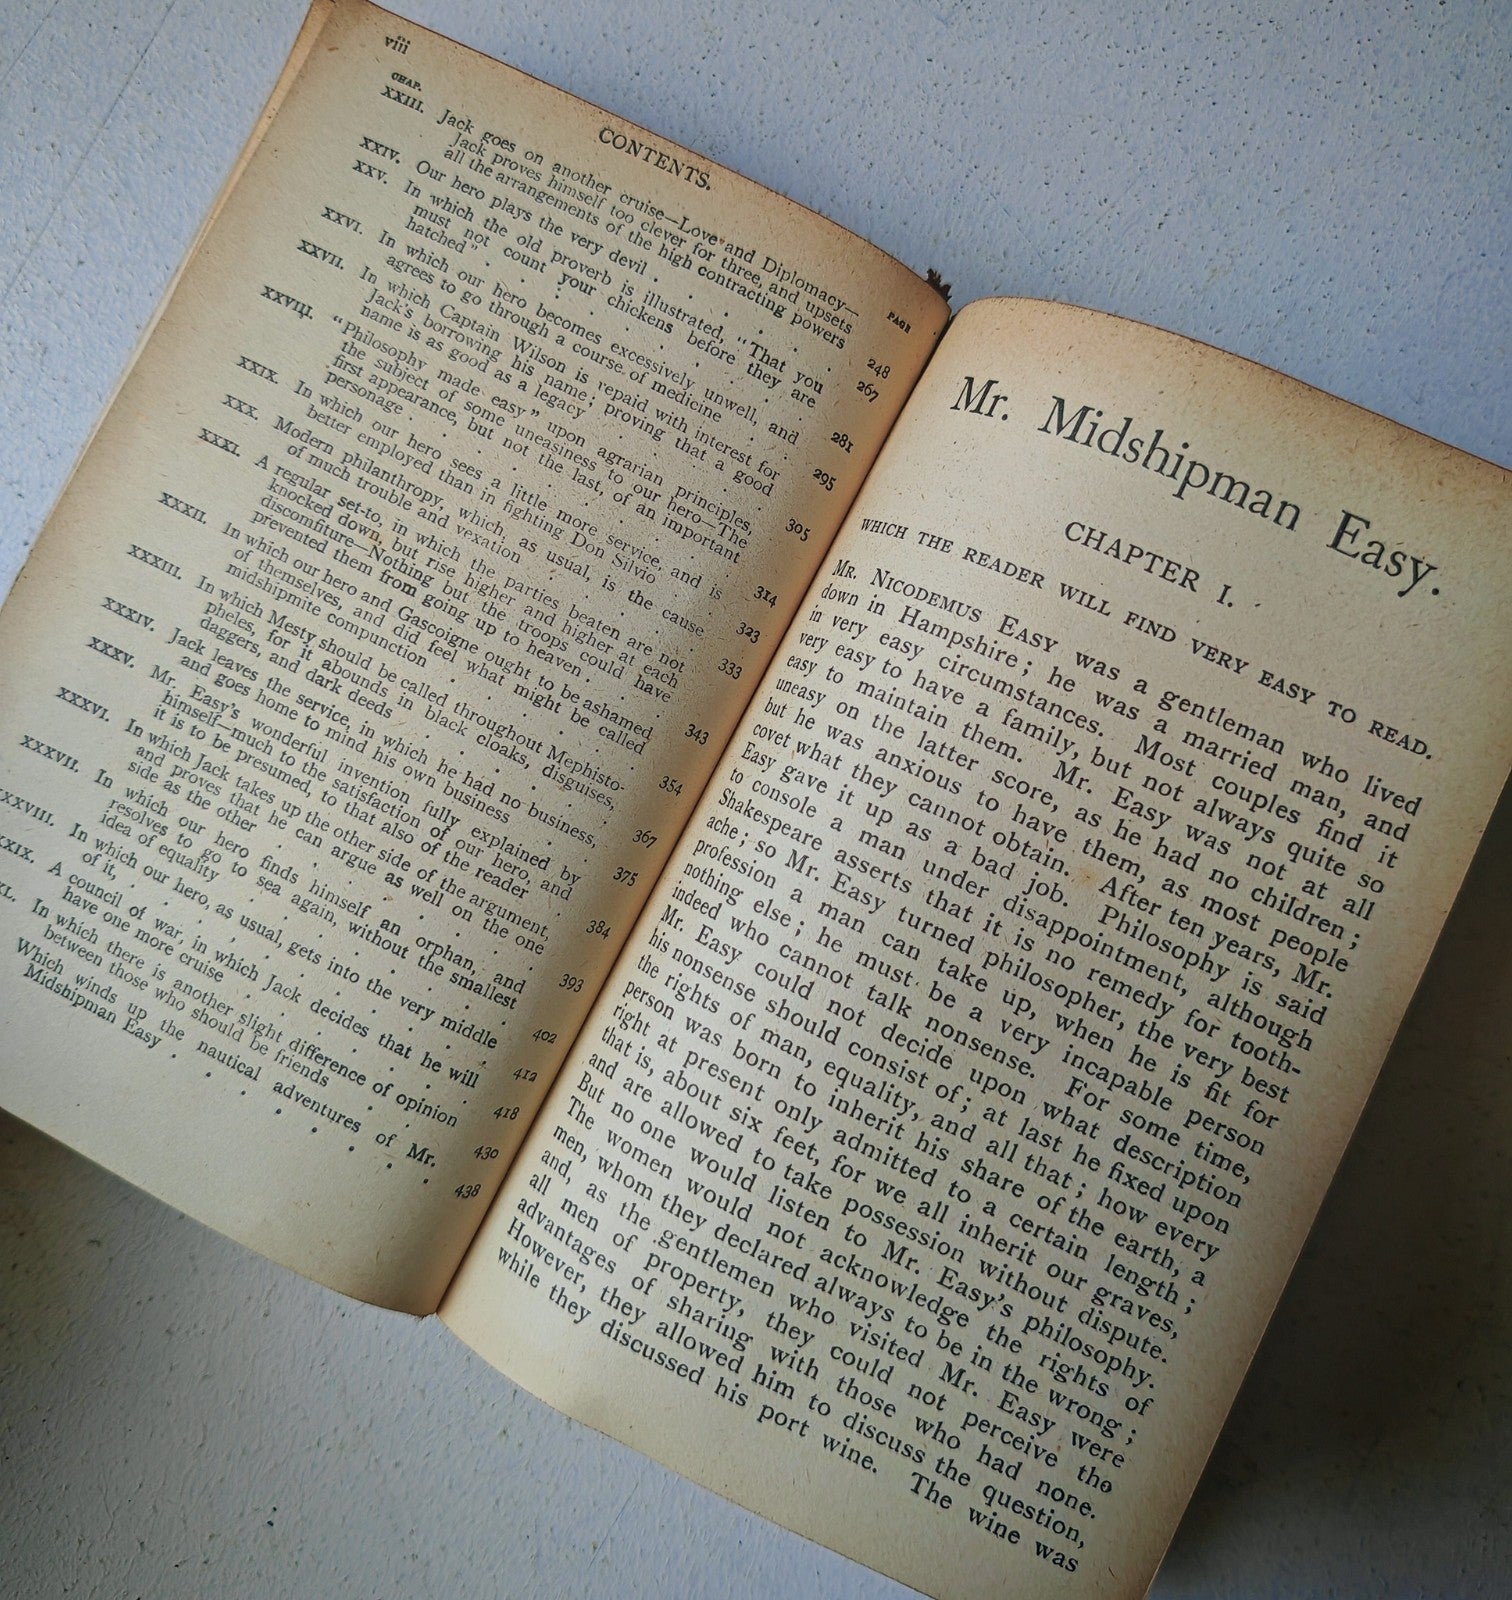 viii
CONTENTS.
CHAP. PAGE
XXIII. Jack goes on another cruise—Love and Diplomacy—
Jack proves himself too clever for three, and upsets
all the arrangements of the high contracting powers 248
XXIV. Our hero plays the very devil . . . . 267
XXV. In which the old proverb is illustrated, "That you
must not count your chickens before they are
hatched" . . . . . . . 281
XXVI. In which our hero becomes excessively unwell, and
agrees to go through a course of medicine . . 295
XXVII. In which Captain Wilson is repaid with interest for
Jack's borrowing his name; proving that a good
name is as good as a legacy . . . . 305
XXVIII. "Philosophy made easy" upon agrarian principles,
the subject of some uneasiness to our hero—The
first appearance, but not the last, of an important
personage . . . . . . . 314
XXIX. In which our hero sees a little more service, and is
better employed than in fighting Don Silvio . 323
XXX. Modern philanthropy, which, as usual, is the cause
of much trouble and vexation . . . . 333
XXXI. A regular set-to, in which the parties beaten are not
knocked down, but rise higher and higher at each
discomfiture—Nothing but the troops could have
prevented them from going up to heaven . . 343
XXXII. In which our hero and Gascoigne ought to be ashamed
of themselves, and did feel what might be called
midshipmite compunction . . . . 354
XXXIII. In which Mesty should be called throughout Mephisto-
pheles, for it abounds in black cloaks, disguises,
daggers, and dark deeds . . . . 367
XXXIV. Jack leaves the service, in which he had no business,
and goes home to mind his own business . . 375
XXXV. Mr. Easy's wonderful invention fully explained by
himself—much to the satisfaction of our hero, and
it is to be presumed, to that also of the reader . 384
XXXVI. In which Jack takes up the other side of the argument,
and proves that he can argue as well on the one
side as the other . . . . . 393
XXXVII. In which our hero finds himself an orphan, and
resolves to go to sea again, without the smallest
idea of equality . . . . . 402
XXXVIII. In which our hero, as usual, gets into the very middle
of it, . . . . . . . 412
XXXIX. A council of war, in which Jack decides that he will
have one more cruise . . . . . 418
XL. In which there is another slight difference of opinion
between those who should be friends . . . 430
Which winds up the nautical adventures of Mr.
Midshipman Easy . . . . . . 438
Mr. Midshipman Easy.
CHAPTER I.
WHICH THE READER WILL FIND VERY EASY TO READ.
Mr. Nicodemus Easy was a gentleman who lived
down in Hampshire; he was a married man, and
in very easy circumstances. Most couples find it
very easy to have a family, but not always quite so
easy to maintain them. Mr. Easy was not at all
uneasy on the latter score, as he had no children;
but he was anxious to have them, as most people
covet what they cannot obtain. After ten years, Mr.
Easy gave it up as a bad job. Philosophy is said
to console a man under disappointment, although
Shakespeare asserts that it is no remedy for tooth-
ache; so Mr. Easy turned philosopher, the very best
profession a man can take up, when he is fit for
nothing else; he must be a very incapable person
indeed who cannot talk nonsense. For some time,
Mr. Easy could not decide upon what description
his nonsense should consist of; at last he fixed upon
the rights of man, equality, and all that; how every
person was born to inherit his share of the earth, a
right at present only admitted to a certain length;
that is, about six feet, for we all inherit our graves,
and are allowed to take possession without dispute.
But no one would listen to Mr. Easy's philosophy.
The women would not acknowledge the rights of
men, whom they declared always to be in the wrong;
and, as the gentlemen who visited Mr. Easy were
all men of property, they could not perceive the
advantages of sharing with those who had none.
However, they allowed him to discuss the question,
while they discussed his port wine. The wine was